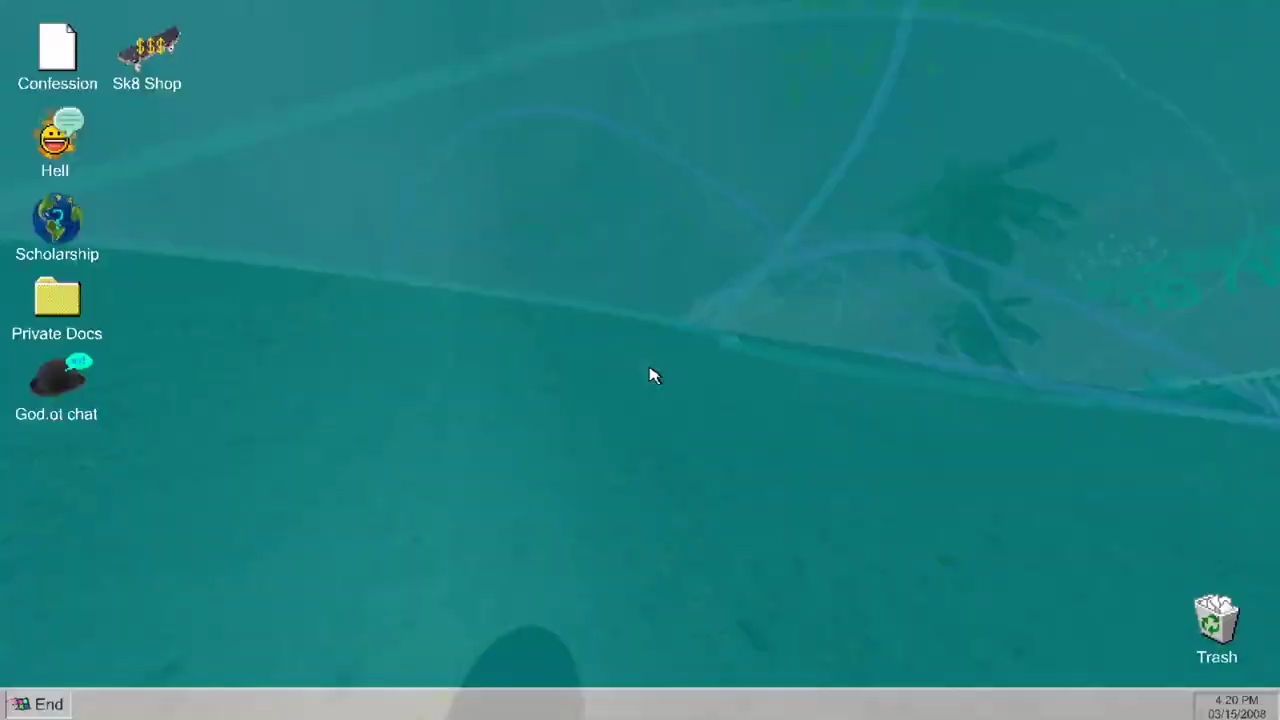 Confession
Sk8 Shop
$$$
Hell
?
Scholarship
Private Docs
God.ot chat
Trash
End
4:20 PM
03/15/2008